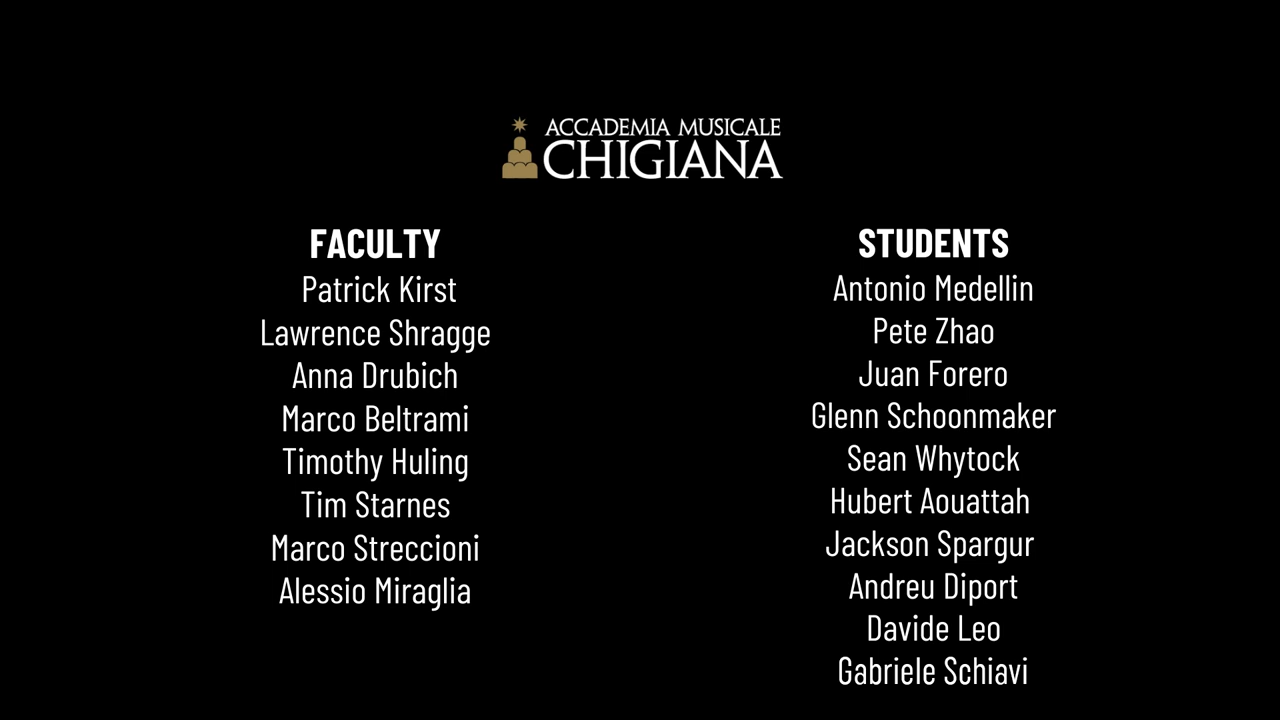 ACCADEMIA MUSICALE
CHIGIANA
FACULTY
Patrick Kirst
Lawrence Shragge
Anna Drubich
Marco Beltrami
Timothy Huling
Tim Starnes
Marco Streccioni
Alessio Miraglia
STUDENTS
Antonio Medellin
Pete Zhao
Juan Forero
Glenn Schoonmaker
Sean Whytock
Hubert Aouattah
Jackson Spargur
Andreu Diport
Davide Leo
Gabriele Schiavi